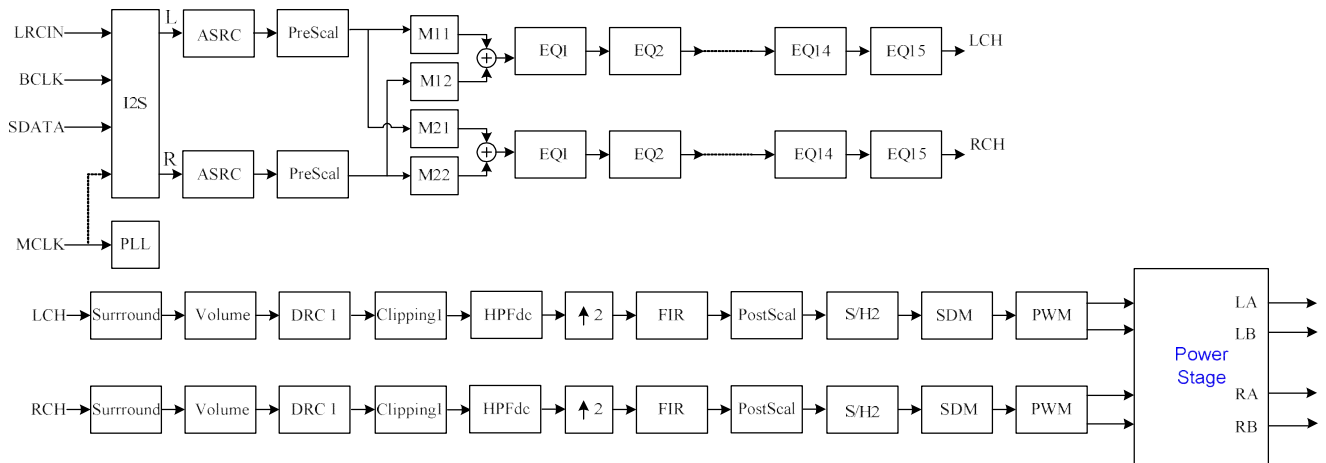 LRCIN
BCLK
SDATA
MCLK
I2S
PLL
L
ASRC
PreScal
R
ASRC
PreScal
M11
M12
M21
M22
EQ1
EQ2
EQ14
EQ15
LCH
EQ1
EQ2
EQ14
EQ15
RCH
LCH
Surrround
Volume
DRC 1
Clipping1
HPFdc
↑ 2
FIR
PostScal
S/H2
SDM
PWM
RCH
Surrround
Volume
DRC 1
Clipping1
HPFdc
↑ 2
FIR
PostScal
S/H2
SDM
PWM
Power
Stage
LA
LB
RA
RB